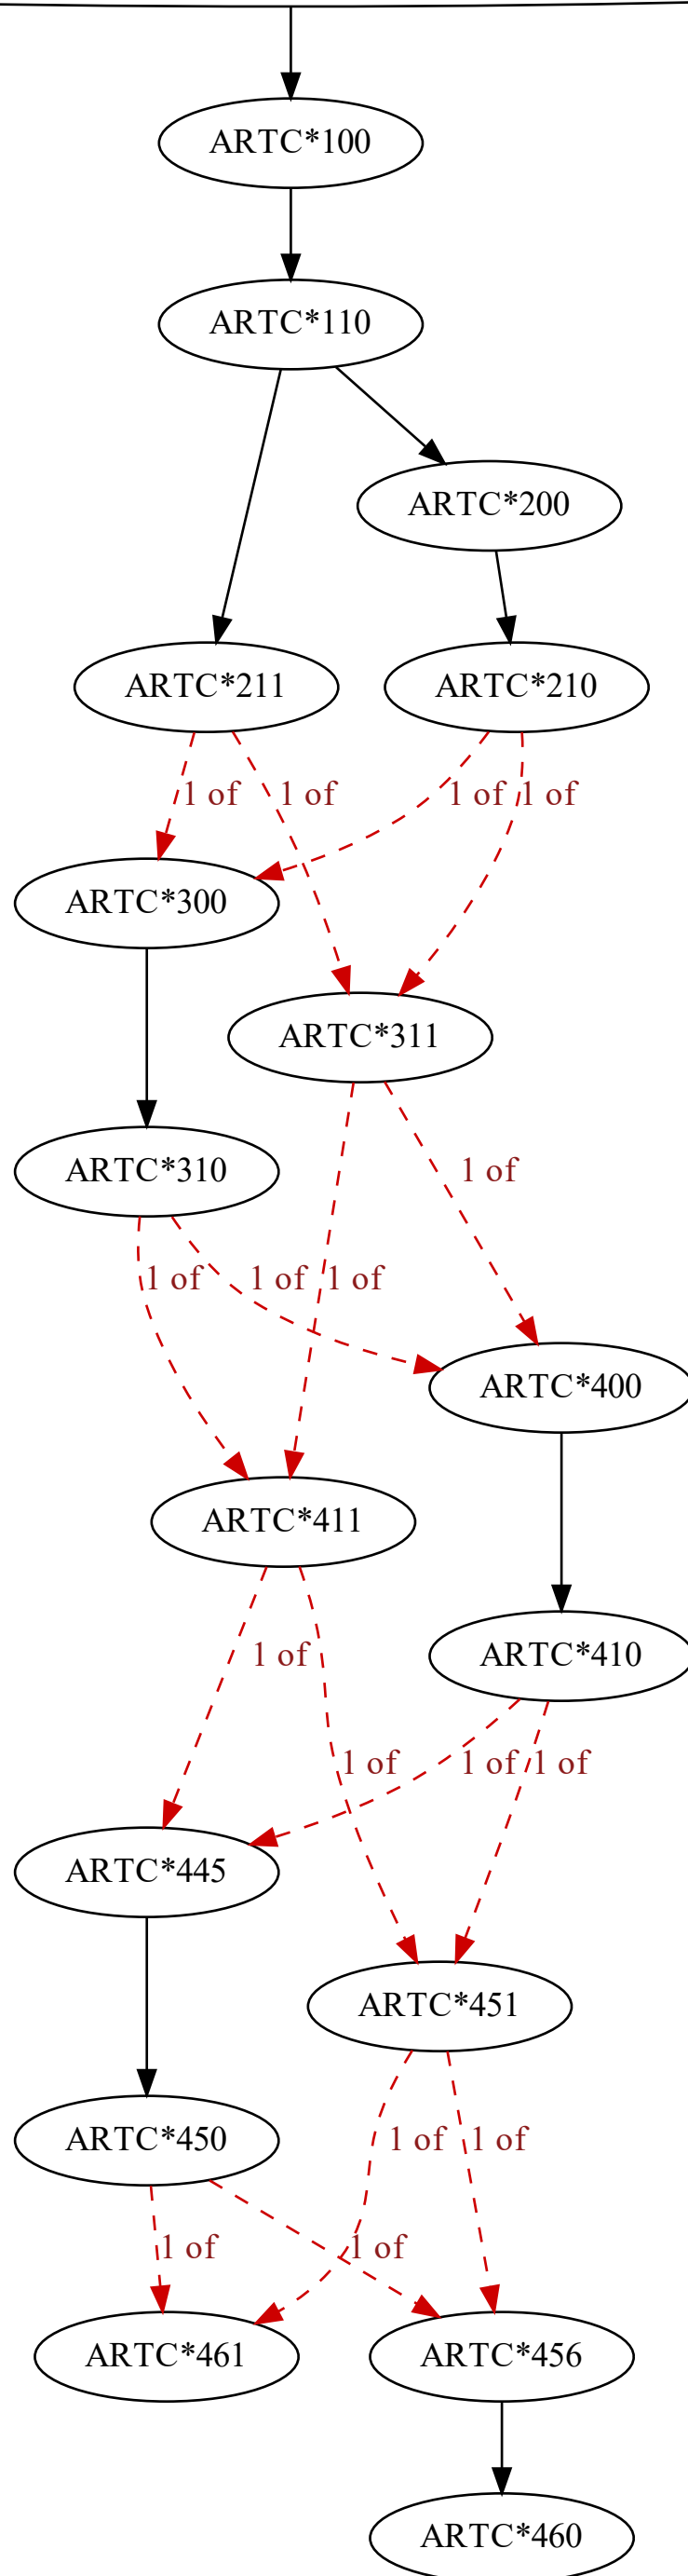 ARTC*100
ARTC*110
ARTC*200
ARTC*211
ARTC*210
1 of
1 of
1 of
1 of
ARTC*300
ARTC*311
ARTC*310
1 of
1 of
1 of
1 of
ARTC*400
ARTC*411
1 of
ARTC*410
1 of
1 of
1 of
ARTC*445
ARTC*451
ARTC*450
1 of
1 of
1 of
1 of
ARTC*461
ARTC*456
ARTC*460